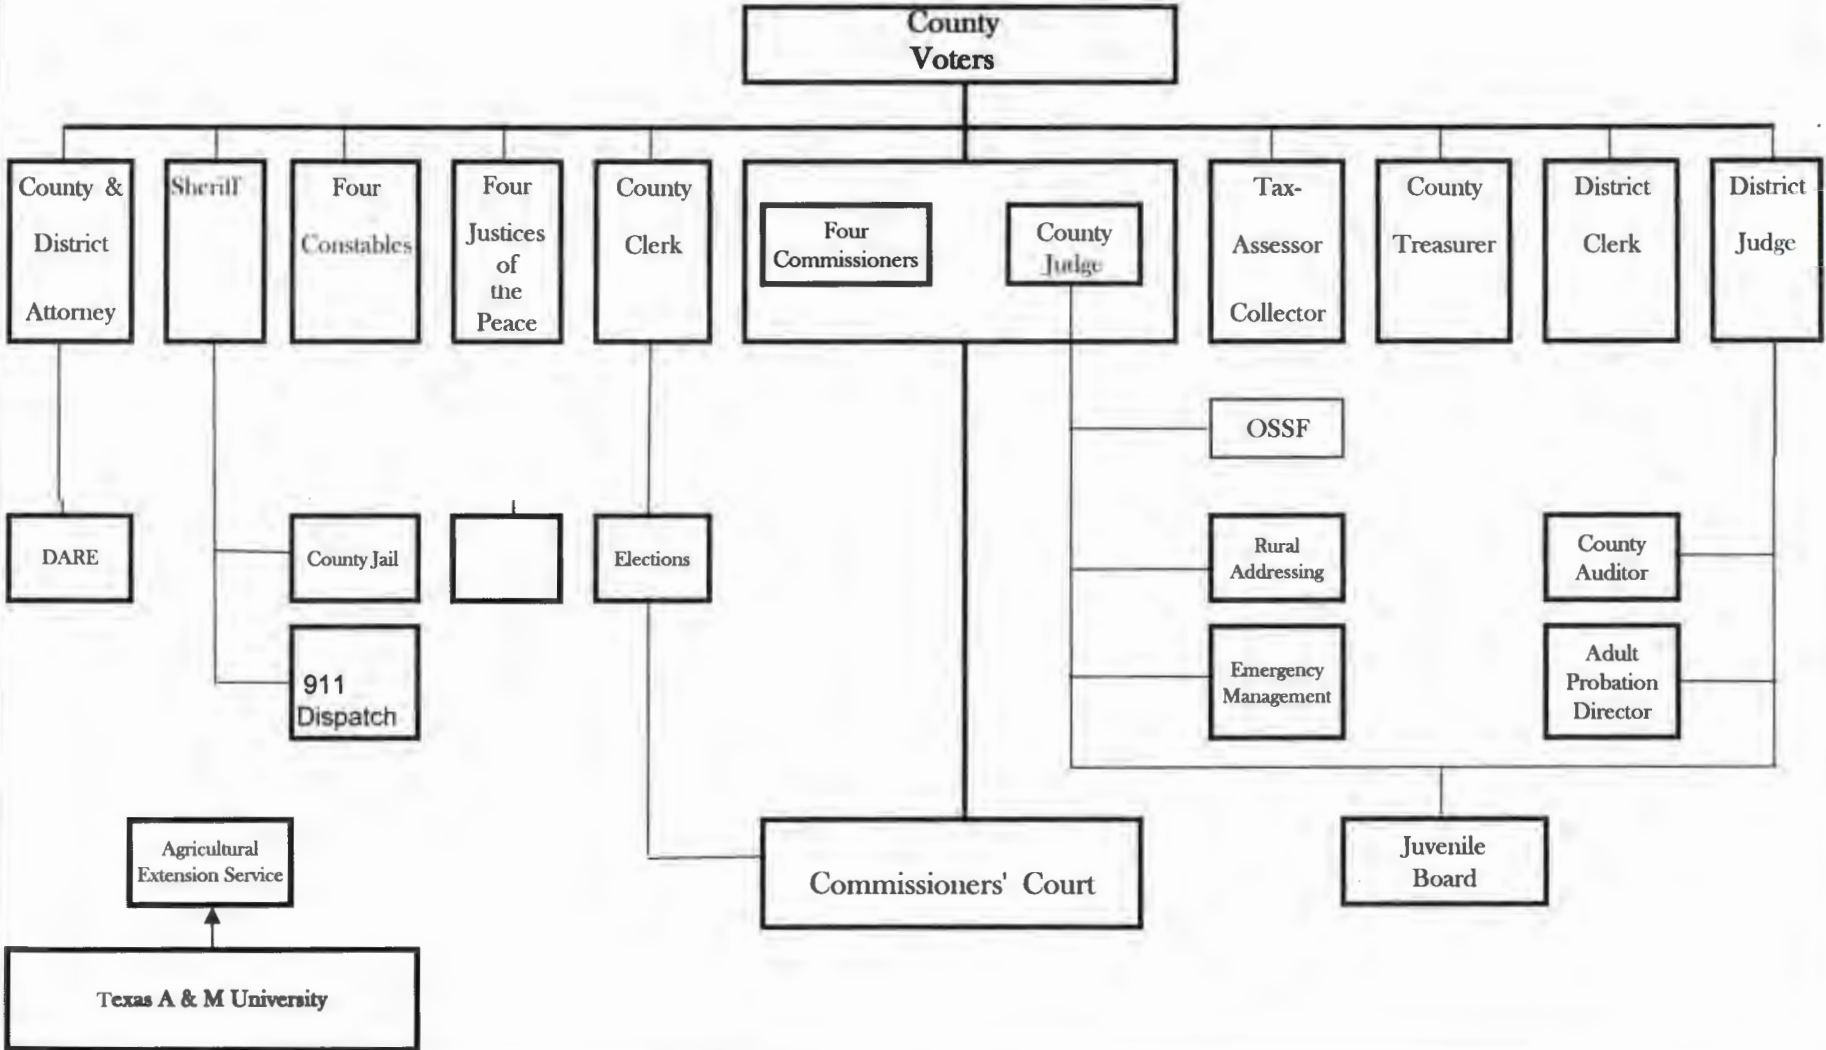 County
Voters
County &
District
Attorney
Sheriff
Four
Constables
Four
Justices
of
the
Peace
County
Clerk
Four
Commissioners
County
Judge
Tax-
Assessor
Collector
County
Treasurer
District
Clerk
District
Judge
OSSF
DARE
County Jail
Elections
Rural
Addressing
County
Auditor
911
Dispatch
Emergency
Management
Adult
Probation
Director
Agricultural
Extension Service
Commissioners' Court
Juvenile
Board
Texas A & M University